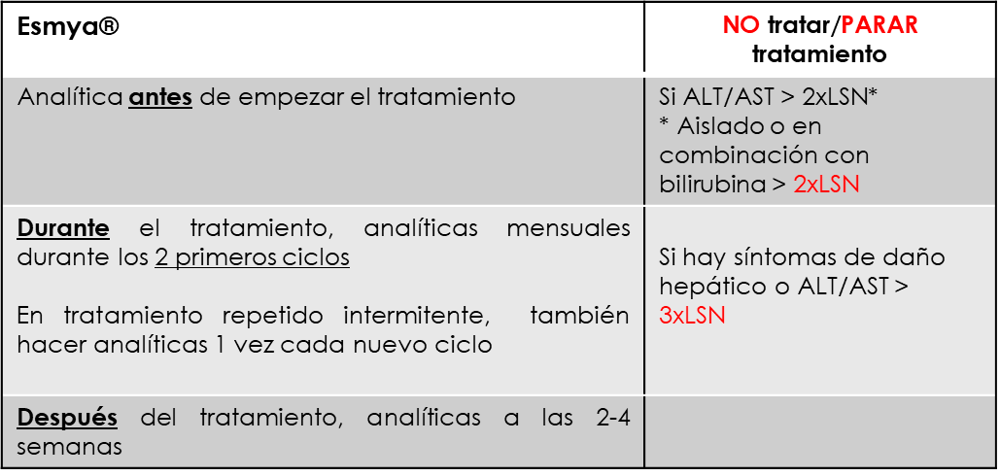 Esmya®
NO tratar/PARAR
tratamiento
Analítica antes de empezar el tratamiento
Si ALT/AST > 2xLSN*
* Aislado o en
combinación con
bilirubina > 2xLSN
Durante el tratamiento, analíticas mensuales
durante los 2 primeros ciclos
En tratamiento repetido intermitente, también
hacer analíticas 1 vez cada nuevo ciclo
Si hay síntomas de daño
hepático o ALT/AST >
3xLSN
Después del tratamiento, analíticas a las 2-4
semanas